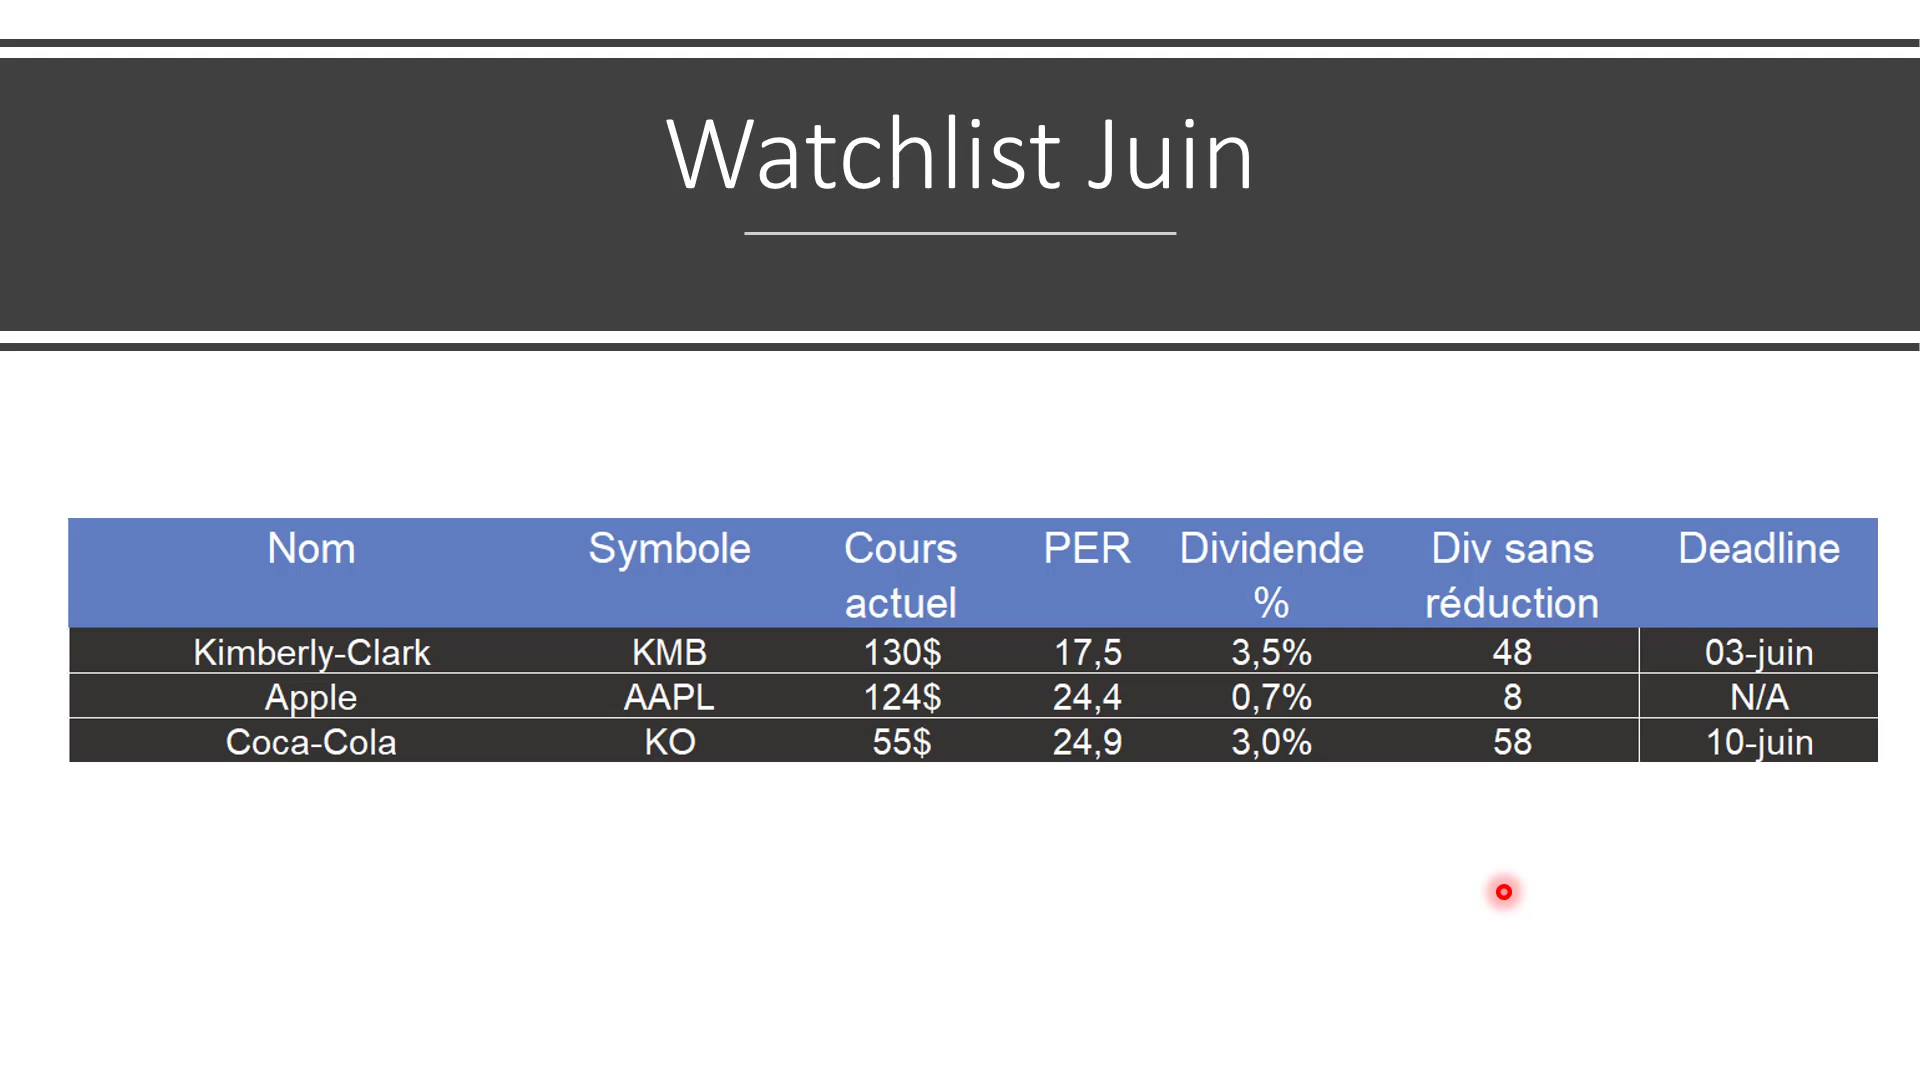 Watchlist Juin
Nom Symbole Cours actuel PER Dividende % Div sans réduction Deadline
Kimberly-Clark KMB 130$ 17,5 3,5% 48 03-juin
Apple AAPL 124$ 24,4 0,7% 8 N/A
Coca-Cola KO 55$ 24,9 3,0% 58 10-juin